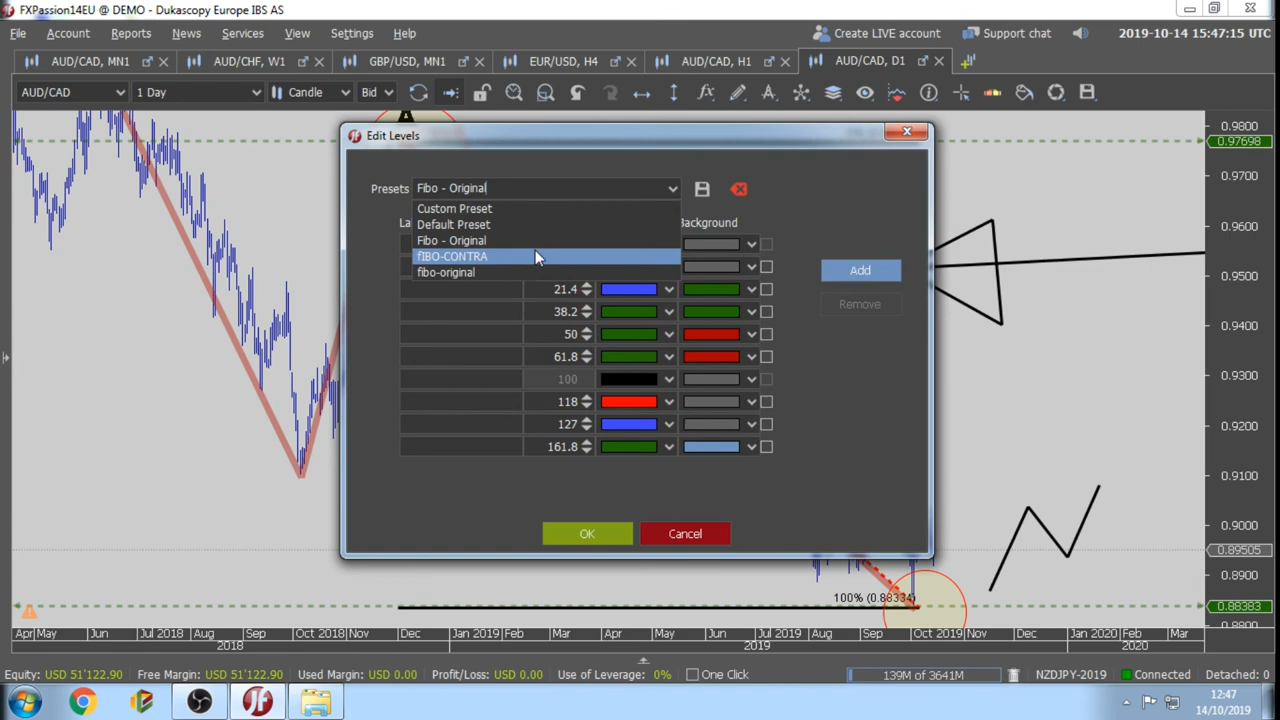 FXPassion14EU @ DEMO - Dukascopy Europe IBS AS
File Account Reports News Services View Settings Help
Create LIVE account Support chat 2019-10-14 15:47:15 UTC
AUD/CAD, MN1 AUD/CHF, W1 GBP/USD, MN1 EUR/USD, H4 AUD/CAD, H1 AUD/CAD, D1
AUD/CAD 1 Day Candle Bid
Edit Levels
Presets Fibo - Original
Custom Preset
Default Preset
Fibo - Original
fIBO-CONTRA
fibo-original
La Background
21.4
38.2
50
61.8
100
118
127
161.8
Add
Remove
OK Cancel
A
100% (0.88334)
0.9800
0.97698
0.9700
0.9600
0.9500
0.9400
0.9300
0.9200
0.9100
0.9000
0.89505
0.8900
0.88383
0.8800
Apr May Jun Jul 2018 Aug Sep Oct 2018 Nov Dec Jan 2019 Feb Mar Apr May Jun Jul 2019 Aug Sep Oct 2019 Nov Dec Jan 2020 Feb Mar
2018 2019 2020
Equity: USD 51'122.90 Free Margin: USD 51'122.90 Used Margin: USD 0.00 Profit/Loss: USD 0.00 Use of Leverage: 0% One Click 139M of 3641M NZDJPY-2019 Connected Detached: 0
12:47
14/10/2019